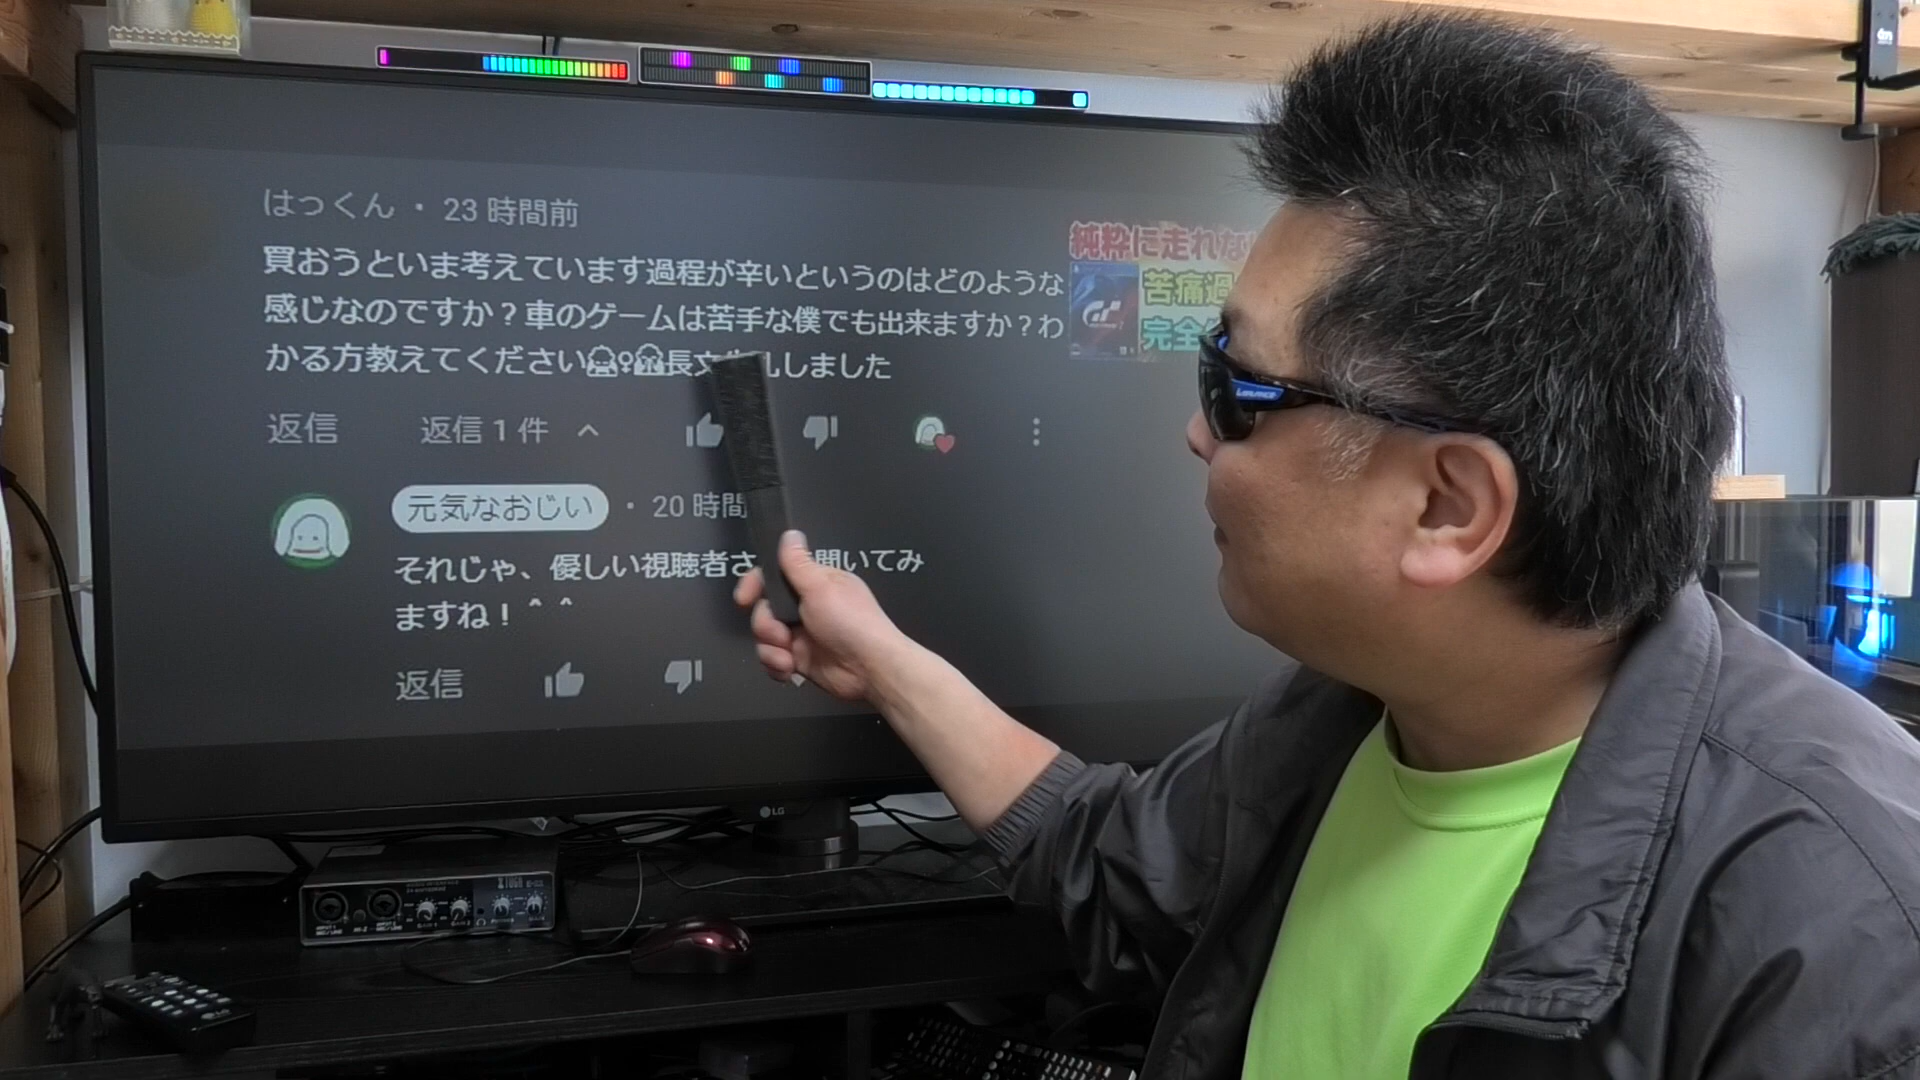 はっくん・23 時間前
買おうといま考えています過程が辛いというのはどのような
感じなのですか？車のゲームは苦手な僕でも出来ますか？わ
かる方教えてください長文しました
純粋に走れな
苦痛過
完全
返信
返信 1 件
元気なおじい・20 時間
それじゃ、優しい視聴者さ聞いてみ
ますね！＾＾
返信
LG